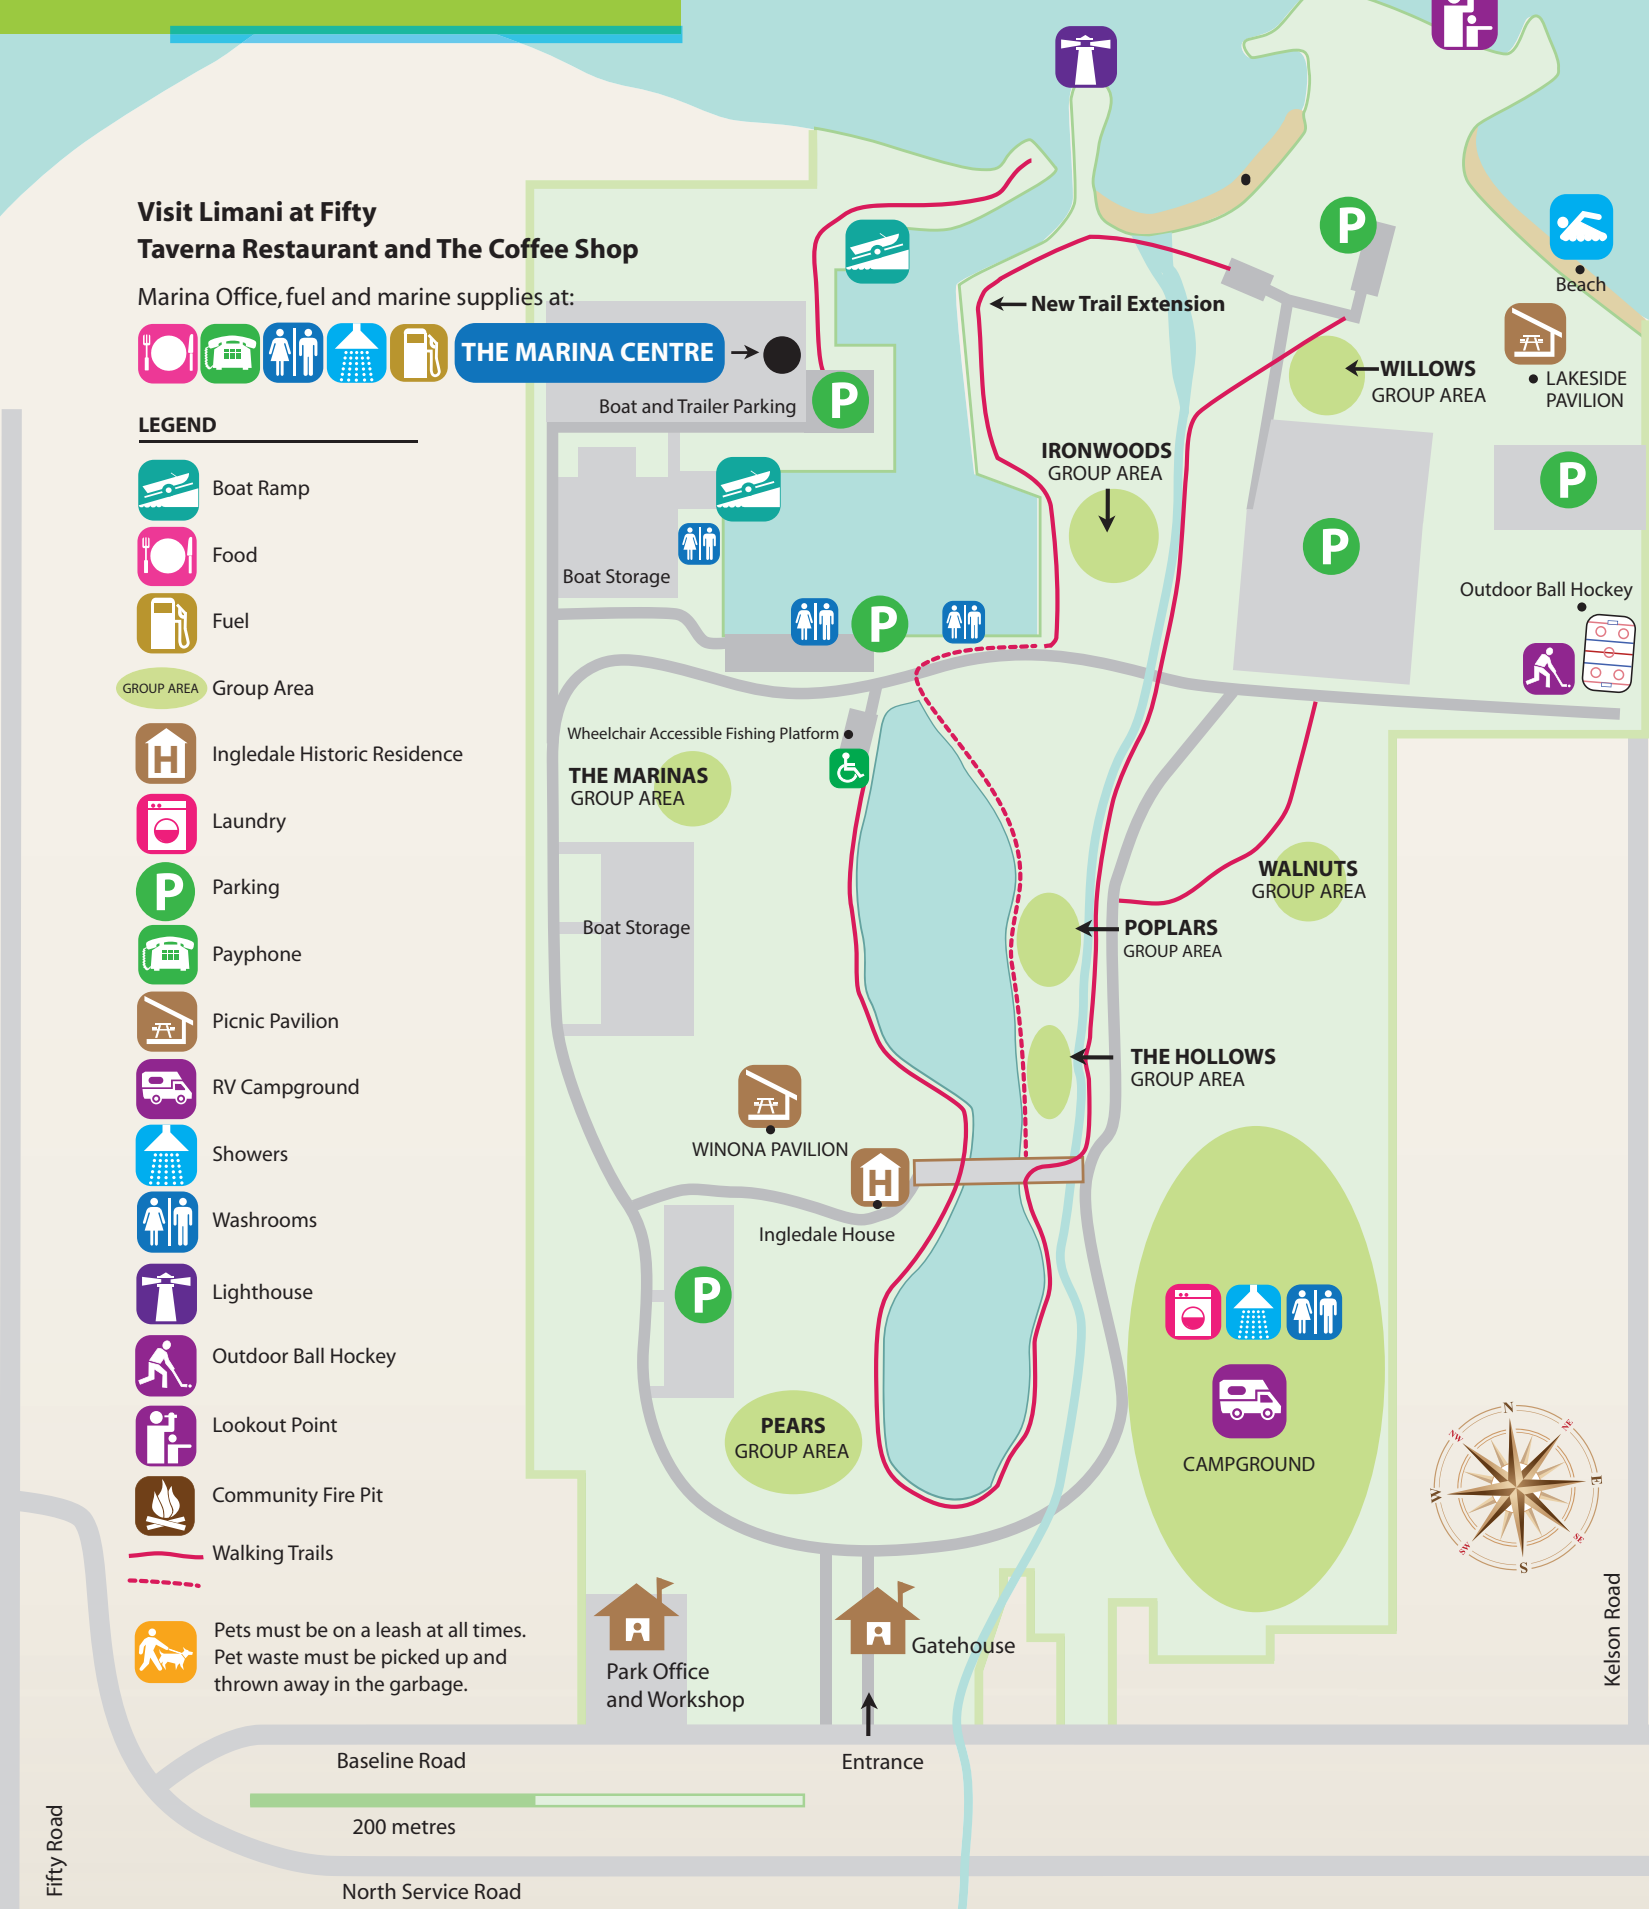 Visit Limani at Fifty
Taverna Restaurant and The Coffee Shop
Marina Office, fuel and marine supplies at:
THE MARINA CENTRE
LEGEND
Boat Ramp
Food
Fuel
GROUP AREA
Group Area
H
Ingledale Historic Residence
Laundry
P
Parking
Payphone
Picnic Pavilion
RV Campground
Showers
Washrooms
Lighthouse
Outdoor Ball Hockey
Lookout Point
Community Fire Pit
Walking Trails
Pets must be on a leash at all times.
Pet waste must be picked up and
thrown away in the garbage.
P
Beach
New Trail Extension
LAKESIDE
PAVILION
WILLOWS
GROUP AREA
Boat and Trailer Parking
P
IRONWOODS
GROUP AREA
P
P
Boat Storage
Outdoor Ball Hockey
P
Wheelchair Accessible Fishing Platform
THE MARINAS
GROUP AREA
WALNUTS
GROUP AREA
Boat Storage
POPLARS
GROUP AREA
THE HOLLOWS
GROUP AREA
WINONA PAVILION
H
Ingledale House
P
PEARS
GROUP AREA
CAMPGROUND
N
NE
E
SE
S
SW
W
NW
Park Office
and Workshop
Gatehouse
Entrance
Kelson Road
Baseline Road
200 metres
Fifty Road
North Service Road